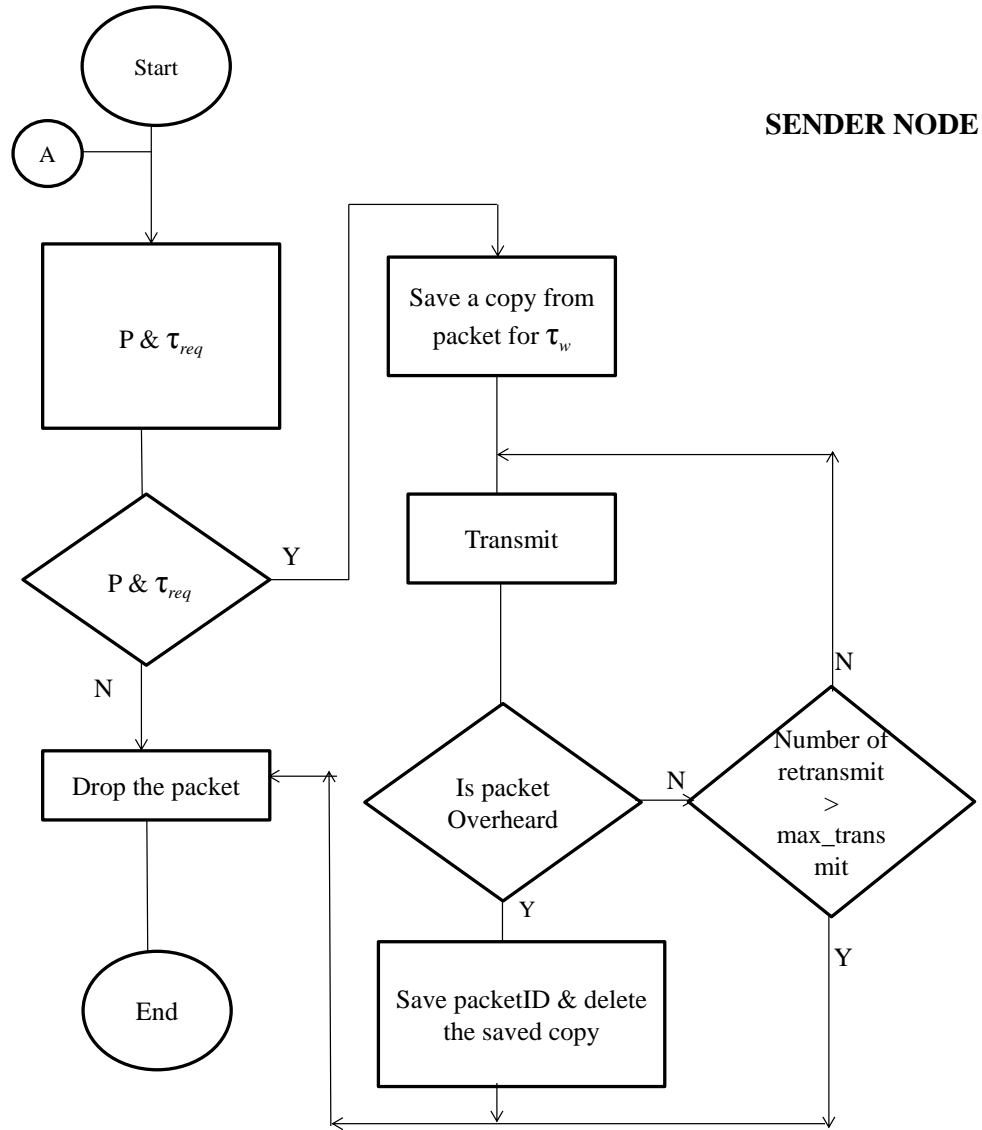 Start
SENDER NODE
A
P & τreq
Save a copy from
packet for τw
Transmit
P & τreq
Y
N
N
Drop the packet
Is packet
Overheard
N
Number of
retransmit
>
max_trans
mit
Y
Y
End
Save packetID & delete
the saved copy